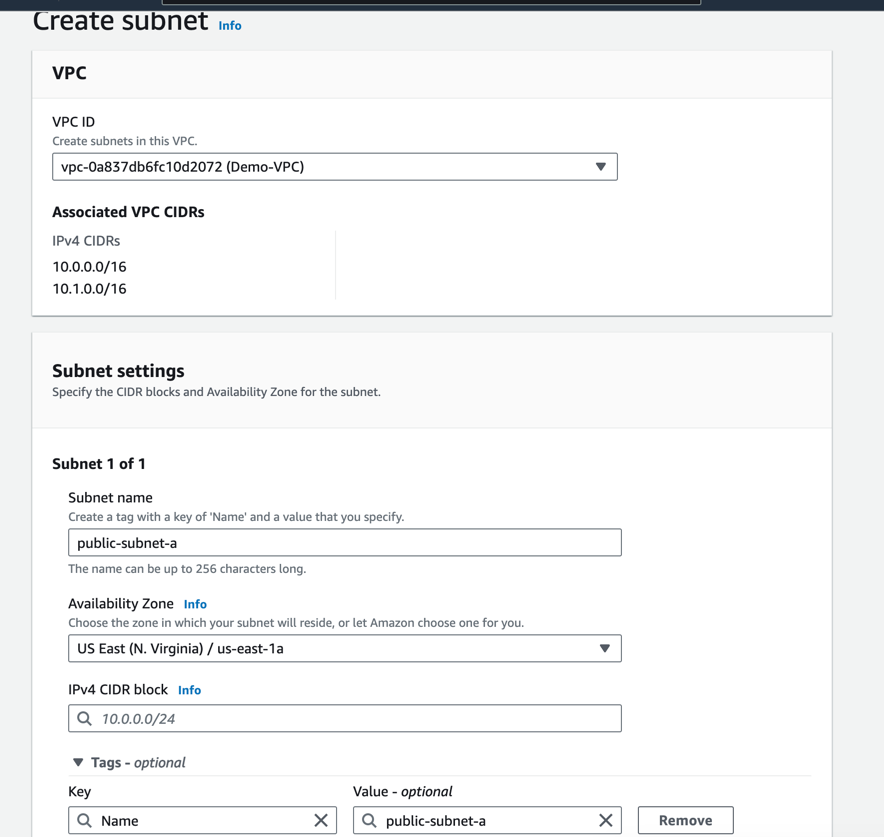 Create subnet Info
VPC
VPC ID
Create subnets in this VPC.
vpc-0a837db6fc10d2072 (Demo-VPC)
Associated VPC CIDRs
IPv4 CIDRs
10.0.0.0/16
10.1.0.0/16
Subnet settings
Specify the CIDR blocks and Availability Zone for the subnet.
Subnet 1 of 1
Subnet name
Create a tag with a key of 'Name' and a value that you specify.
public-subnet-a
The name can be up to 256 characters long.
Availability Zone Info
Choose the zone in which your subnet will reside, or let Amazon choose one for you.
US East (N. Virginia) / us-east-1a
IPv4 CIDR block Info
10.0.0.0/24
Tags - optional
Key Value - optional
Name public-subnet-a Remove